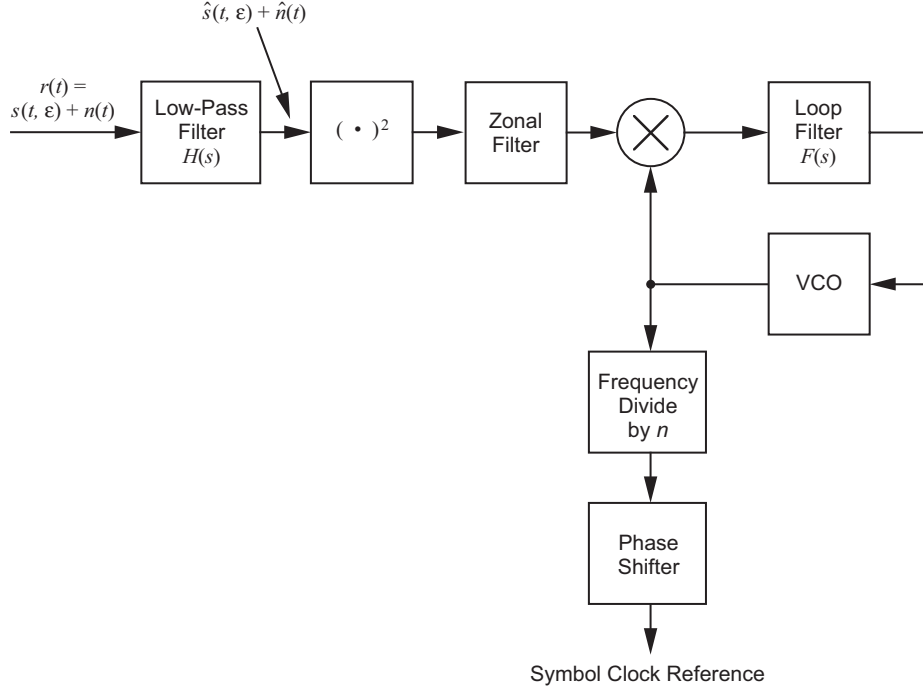 ŝ(t, ε) + n̂(t)
r(t) =
s(t, ε) + n(t)
Low-Pass
Filter
H(s)
( • )²
Zonal
Filter
Loop
Filter
F(s)
VCO
Frequency
Divide
by n
Phase
Shifter
Symbol Clock Reference